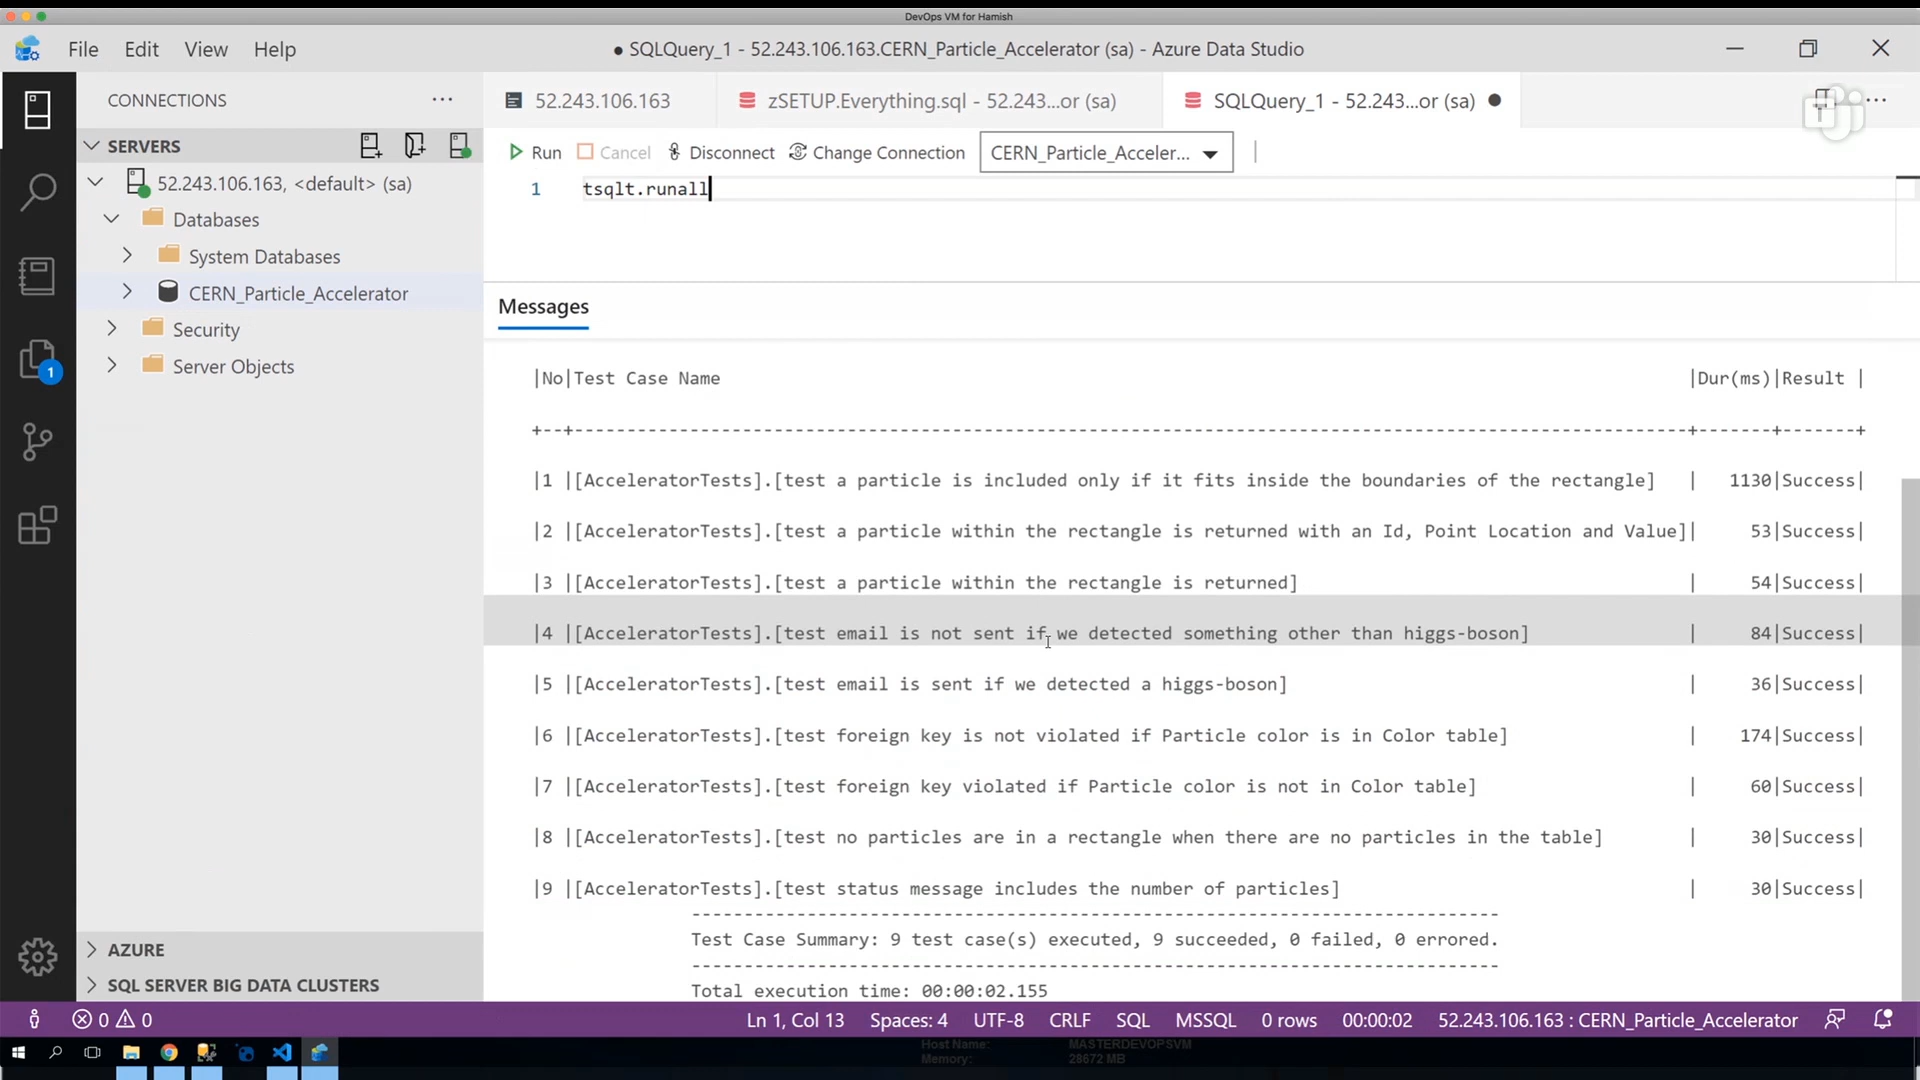 DevOps VM for Hamish
File Edit View Help
● SQLQuery_1 - 52.243.106.163.CERN_Particle_Accelerator (sa) - Azure Data Studio
CONNECTIONS ···
52.243.106.163
zSETUP.Everything.sql - 52.243...or (sa)
SQLQuery_1 - 52.243...or (sa) ●
SERVERS
Run Cancel Disconnect Change Connection CERN_Particle_Acceler...
52.243.106.163, <default> (sa)
1 tsqlt.runall
Databases
System Databases
CERN_Particle_Accelerator
Security
Server Objects
1
Messages
|No|Test Case Name |Dur(ms)|Result |
+--+----------------------------------------------------------------------------------------------------------+-------+-------+
|1 |[AcceleratorTests].[test a particle is included only if it fits inside the boundaries of the rectangle] | 1130|Success|
|2 |[AcceleratorTests].[test a particle within the rectangle is returned with an Id, Point Location and Value]| 53|Success|
|3 |[AcceleratorTests].[test a particle within the rectangle is returned] | 54|Success|
|4 |[AcceleratorTests].[test email is not sent if we detected something other than higgs-boson] | 84|Success|
|5 |[AcceleratorTests].[test email is sent if we detected a higgs-boson] | 36|Success|
|6 |[AcceleratorTests].[test foreign key is not violated if Particle color is in Color table] | 174|Success|
|7 |[AcceleratorTests].[test foreign key violated if Particle color is not in Color table] | 60|Success|
|8 |[AcceleratorTests].[test no particles are in a rectangle when there are no particles in the table] | 30|Success|
|9 |[AcceleratorTests].[test status message includes the number of particles] | 30|Success|
-----------------------------------------------------------------------------
Test Case Summary: 9 test case(s) executed, 9 succeeded, 0 failed, 0 errored.
-----------------------------------------------------------------------------
Total execution time: 00:00:02.155
AZURE
SQL SERVER BIG DATA CLUSTERS
0 0
Ln 1, Col 13 Spaces: 4 UTF-8 CRLF SQL MSSQL 0 rows 00:00:02 52.243.106.163 : CERN_Particle_Accelerator
Host Name: MASTERDEVOPSVM
Memory: 28672 MB